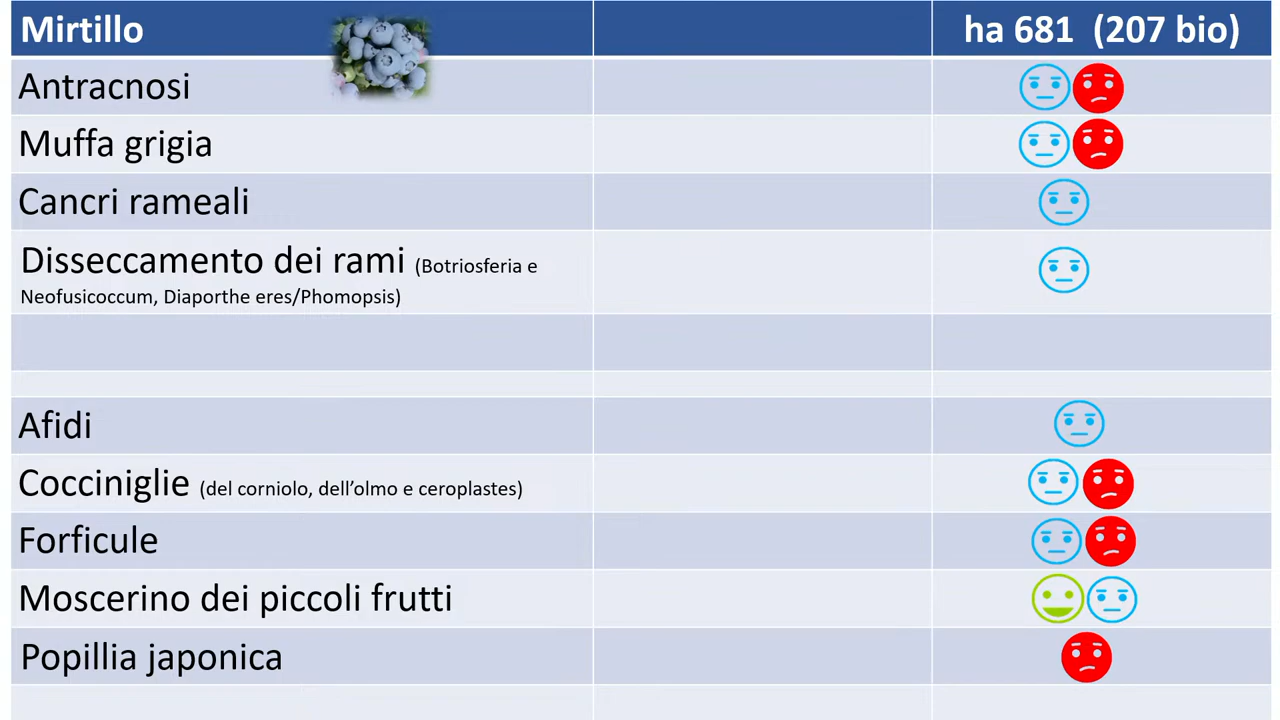 Mirtillo
ha 681 (207 bio)
Antracnosi
Muffa grigia
Cancri rameali
Disseccamento dei rami (Botriosferia e
Neofusicoccum, Diaporthe eres/Phomopsis)
Afidi
Cocciniglie (del corniolo, dell'olmo e ceroplastes)
Forficule
Moscerino dei piccoli frutti
Popillia japonica